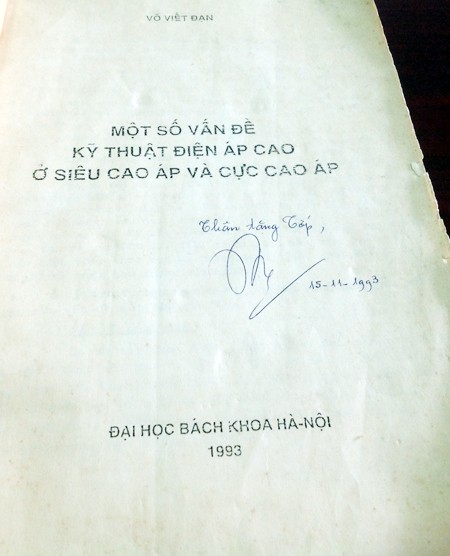 VÕ VIẾT ĐẠN
MỘT SỐ VẤN ĐỀ
KỸ THUẬT ĐIỆN ÁP CAO
Ở SIÊU CAO ÁP VÀ CỰC CAO ÁP
Thân tặng Tốp,
15-11-1993
ĐẠI HỌC BÁCH KHOA HÀ-NỘI
1993